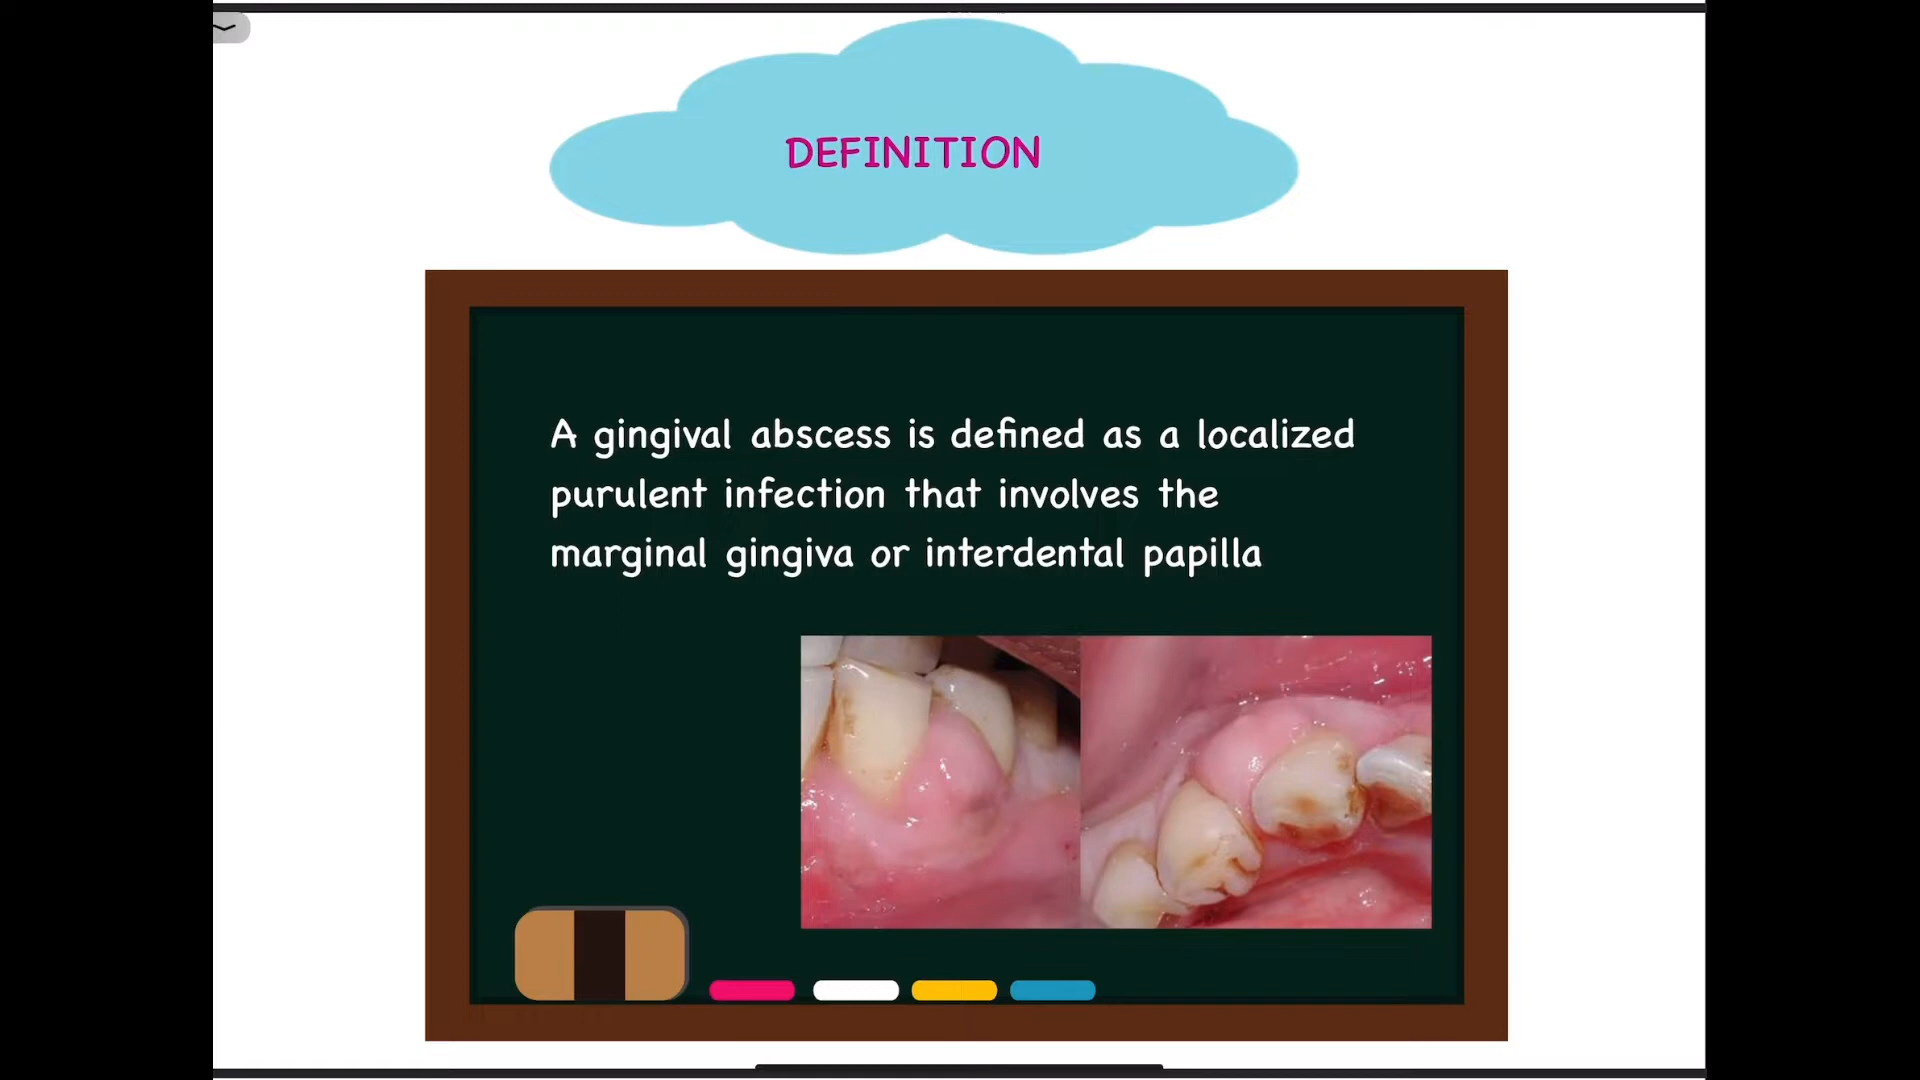 DEFINITION
A gingival abscess is defined as a localized
purulent infection that involves the
marginal gingiva or interdental papilla